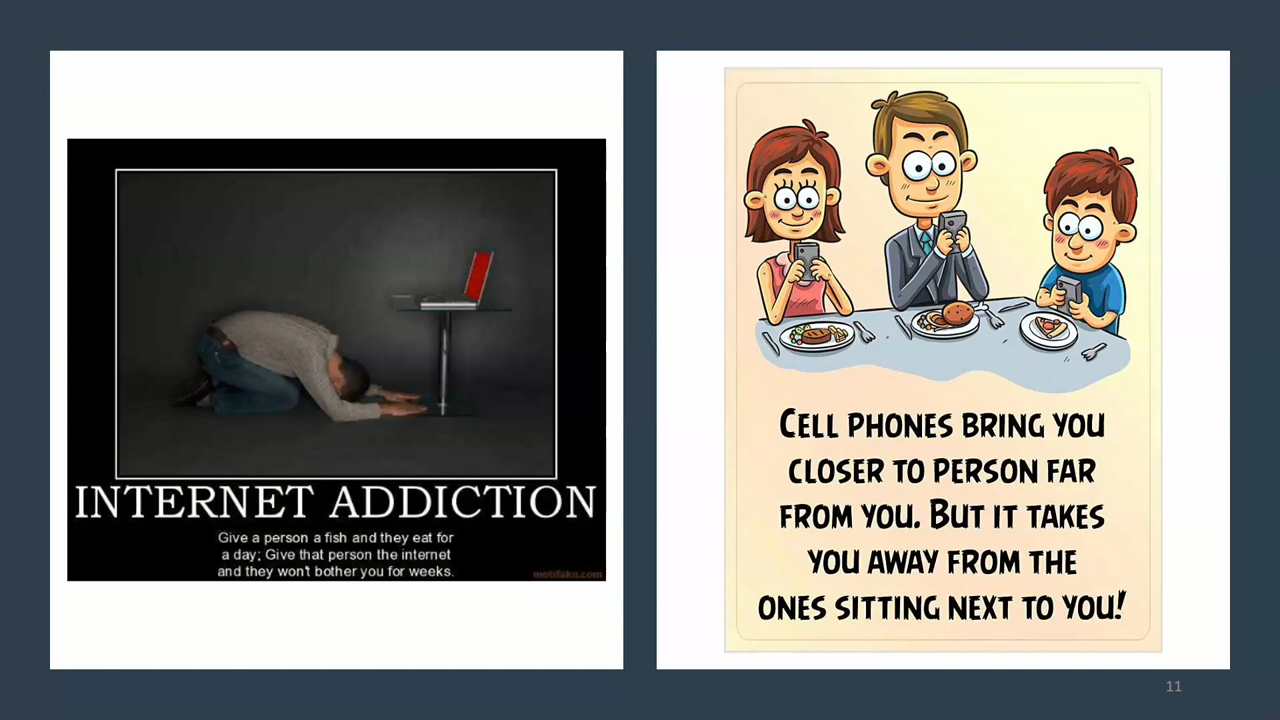 INTERNET ADDICTION
Give a person a fish and they eat for
a day; Give that person the internet
and they won't bother you for weeks.
motifake.com
CELL PHONES BRING YOU
CLOSER TO PERSON FAR
FROM YOU. BUT IT TAKES
YOU AWAY FROM THE
ONES SITTING NEXT TO YOU!
11